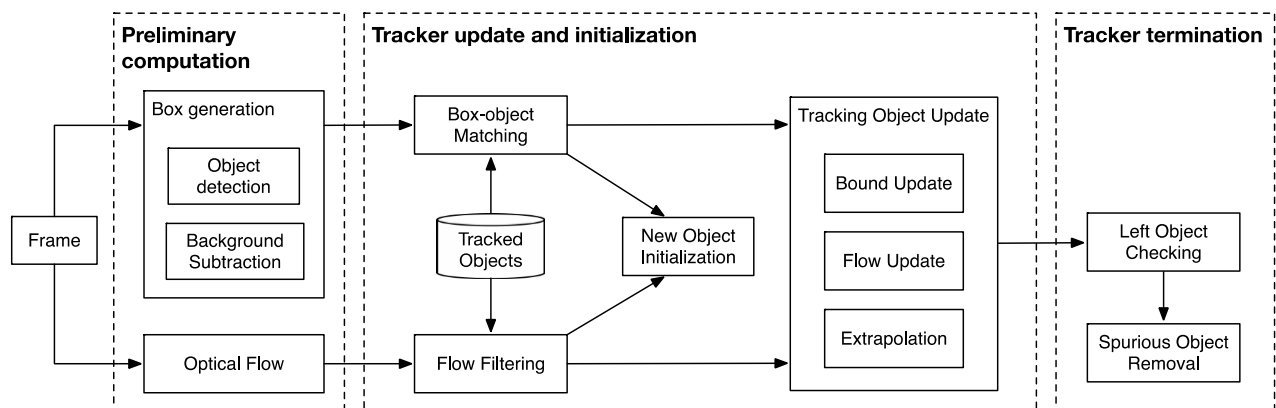 Preliminary
computation
Tracker update and initialization
Tracker termination
Frame
Box generation
Object
detection
Background
Subtraction
Optical Flow
Box-object
Matching
Tracked
Objects
Flow Filtering
New Object
Initialization
Tracking Object Update
Bound Update
Flow Update
Extrapolation
Left Object
Checking
Spurious Object
Removal